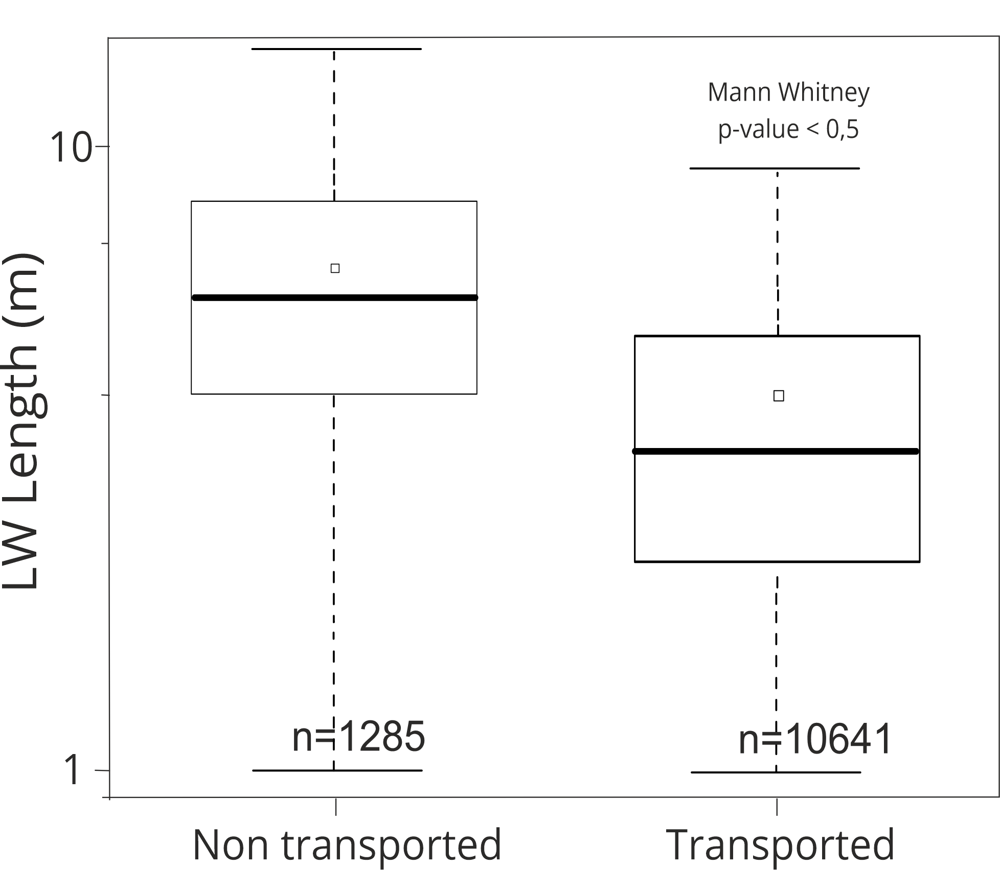 Mann Whitney
p-value < 0,5
10
LW Length (m)
n=1285
n=10641
1
Non transported
Transported